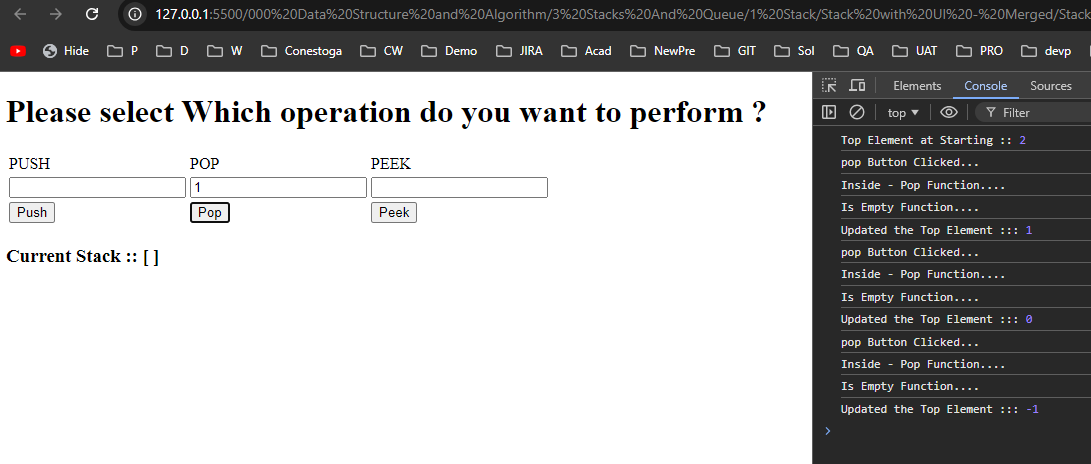 127.0.0.1:5500/000%20Data%20Structure%20and%20Algorithm/3%20Stacks%20And%20Queue/1%20Stack/Stack%20with%20UI%20-%20Merged/Stack
Hide P D W Conestoga CW Demo JIRA Acad NewPre GIT Sol QA UAT PRO devp
Please select Which operation do you want to perform ?
PUSH POP PEEK
1
Push Pop Peek
Current Stack :: [ ]
Elements Console Sources
top Filter
Top Element at Starting :: 2
pop Button Clicked...
Inside - Pop Function....
Is Empty Function....
Updated the Top Element ::: 1
pop Button Clicked...
Inside - Pop Function....
Is Empty Function....
Updated the Top Element ::: 0
pop Button Clicked...
Inside - Pop Function....
Is Empty Function....
Updated the Top Element ::: -1